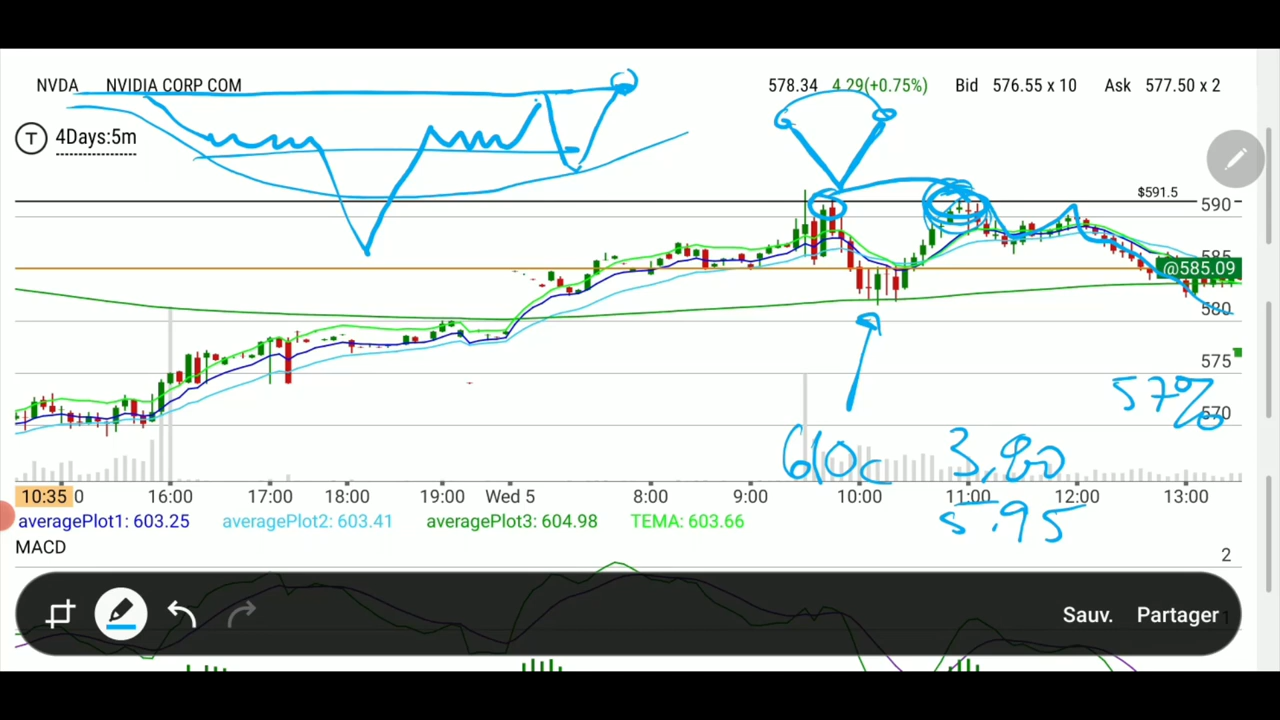 NVDA NVIDIA CORP COM 578.34 4.29(+0.75%) Bid 576.55 x 10 Ask 577.50 x 2
T 4Days:5m
$591.5
590
585
@585.09
580
575
57%
570
610c 3,80
10:35 16:00 17:00 18:00 19:00 Wed 5 8:00 9:00 10:00 11:00 12:00 13:00
5.95
averagePlot1: 603.25 averagePlot2: 603.41 averagePlot3: 604.98 TEMA: 603.66
MACD
2
Sauv. Partager
1